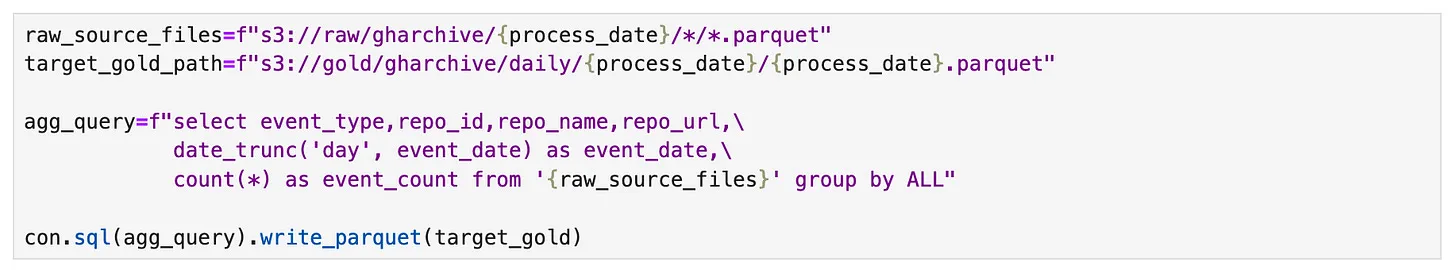 raw_source_files=f"s3://raw/gharchive/{process_date}/*/*.parquet"
target_gold_path=f"s3://gold/gharchive/daily/{process_date}/{process_date}.parquet"
agg_query=f"select event_type,repo_id,repo_name,repo_url,\
date_trunc('day', event_date) as event_date,\
count(*) as event_count from '{raw_source_files}' group by ALL"
con.sql(agg_query).write_parquet(target_gold)